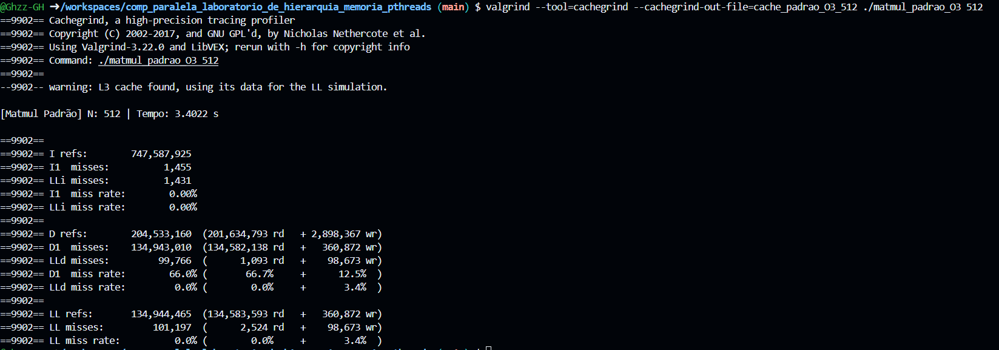 @Ghzz-GH ➜/workspaces/comp_paralela_laboratorio_de_hierarquia_memoria_pthreads (main) $ valgrind --tool=cachegrind --cachegrind-out-file=cache_padrao_O3_512 ./matmul_padrao_O3 512
==9902== Cachegrind, a high-precision tracing profiler
==9902== Copyright (C) 2002-2017, and GNU GPL'd, by Nicholas Nethercote et al.
==9902== Using Valgrind-3.22.0 and LibVEX; rerun with -h for copyright info
==9902== Command: ./matmul_padrao_O3 512
==9902==
--9902-- warning: L3 cache found, using its data for the LL simulation.
[Matmul Padrão] N: 512 | Tempo: 3.4022 s
==9902==
==9902== I refs:        747,587,925
==9902== I1  misses:          1,455
==9902== LLi misses:          1,431
==9902== I1  miss rate:        0.00%
==9902== LLi miss rate:        0.00%
==9902==
==9902== D refs:        204,533,160  (201,634,793 rd   + 2,898,367 wr)
==9902== D1  misses:    134,943,010  (134,582,138 rd   +   360,872 wr)
==9902== LLd misses:         99,766  (      1,093 rd   +    98,673 wr)
==9902== D1  miss rate:        66.0% (       66.7%     +      12.5%  )
==9902== LLd miss rate:         0.0% (        0.0%     +       3.4%  )
==9902==
==9902== LL refs:       134,944,465  (134,583,593 rd   +   360,872 wr)
==9902== LL misses:         101,197  (      2,524 rd   +    98,673 wr)
==9902== LL miss rate:          0.0% (        0.0%     +       3.4%  )